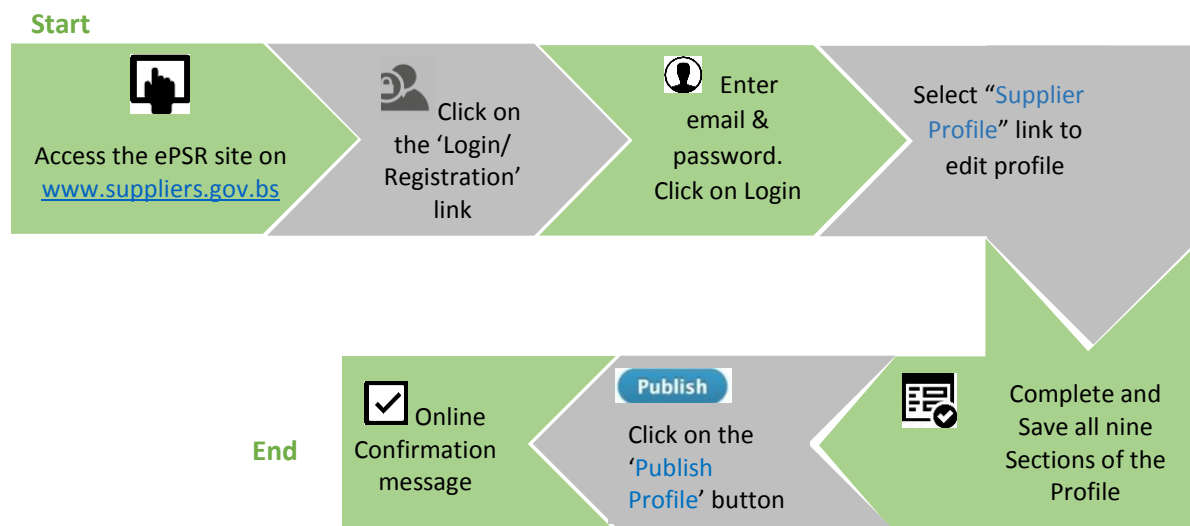 Start
Access the ePSR site on
www.suppliers.gov.bs
Click on
the ‘Login/
Registration’
link
Enter
email &
password.
Click on Login
Select “Supplier
Profile” link to
edit profile
Complete and
Save all nine
Sections of the
Profile
Publish
Click on the
‘Publish
Profile’ button
Online
Confirmation
message
End